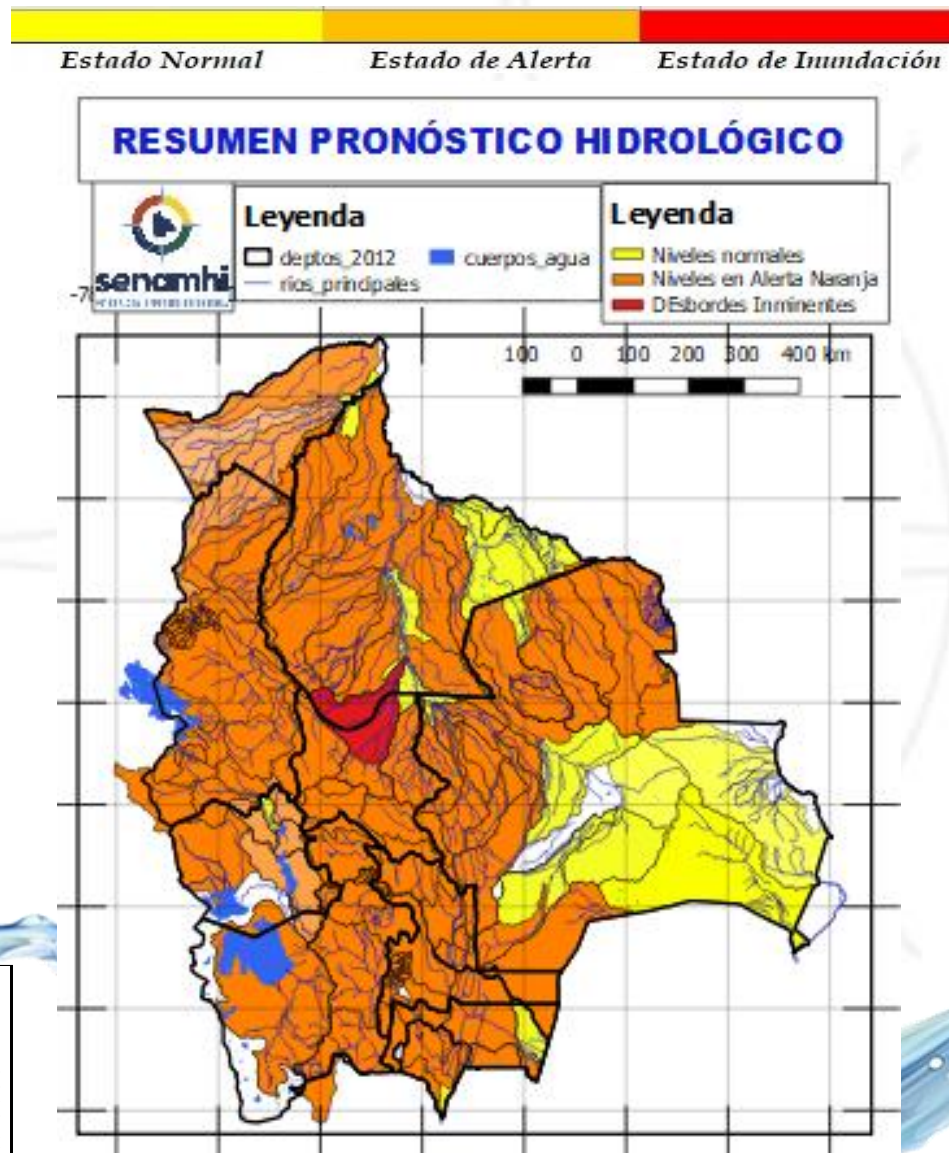 Estado Normal Estado de Alerta Estado de Inundación
RESUMEN PRONÓSTICO HIDROLÓGICO
senamhi
Leyenda
deptos_2012 cuerpos_agua
rios_principales
Leyenda
Niveles normales
Niveles en Alerta Naranja
DEsbordes Inminentes
100 0 100 200 300 400 km